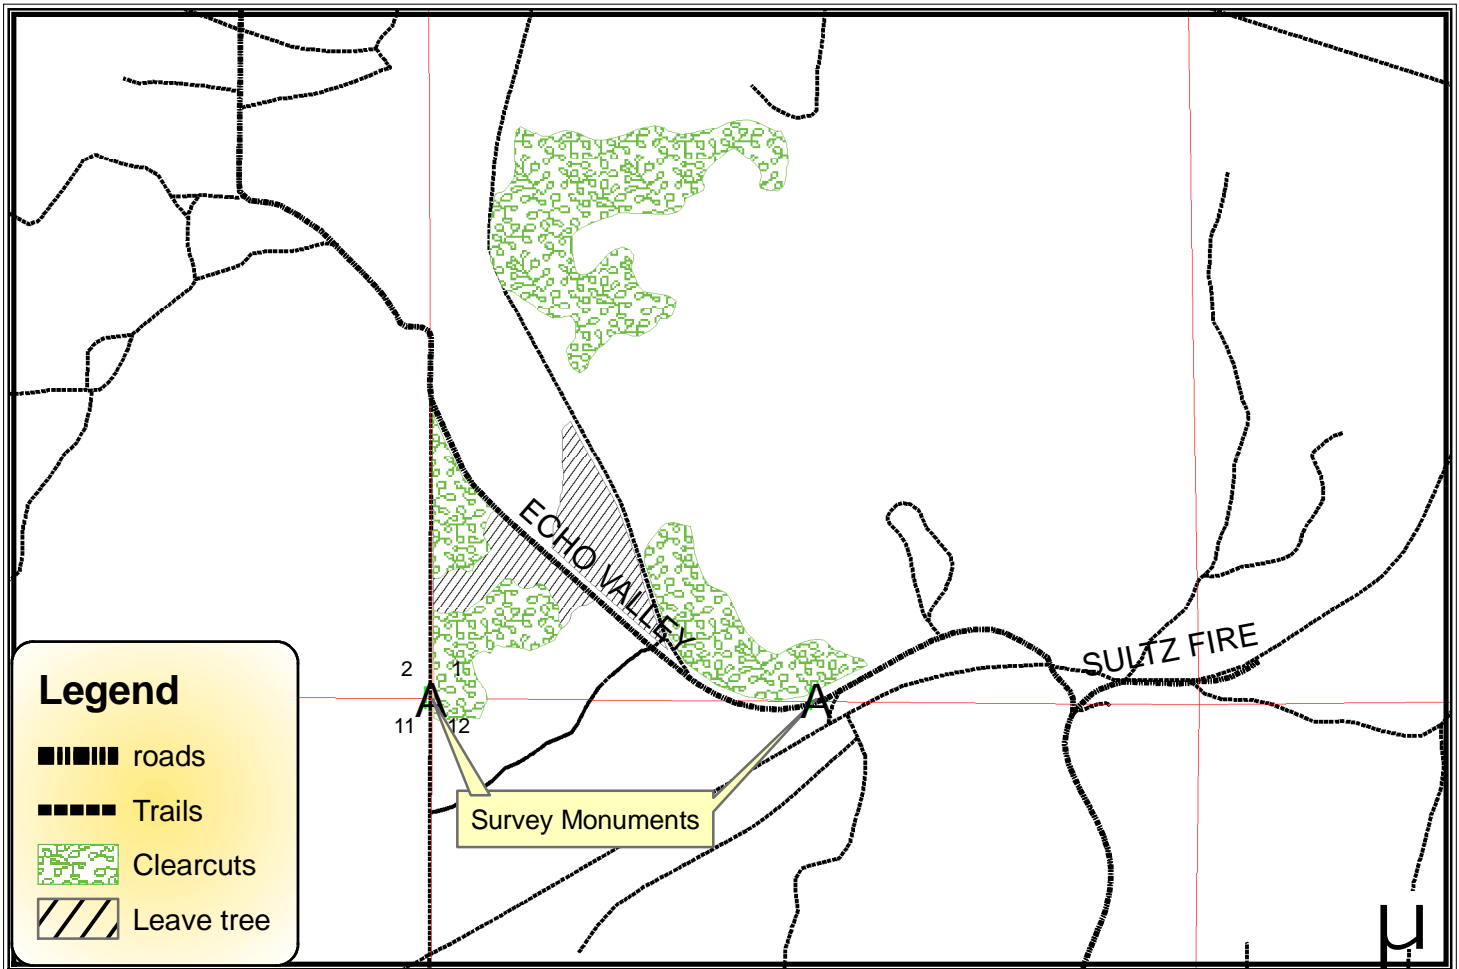 ECHO VALLEY
SULTZ FIRE
2 1
A A
11 12
Survey Monuments
Legend
roads
Trails
Clearcuts
Leave tree
µ